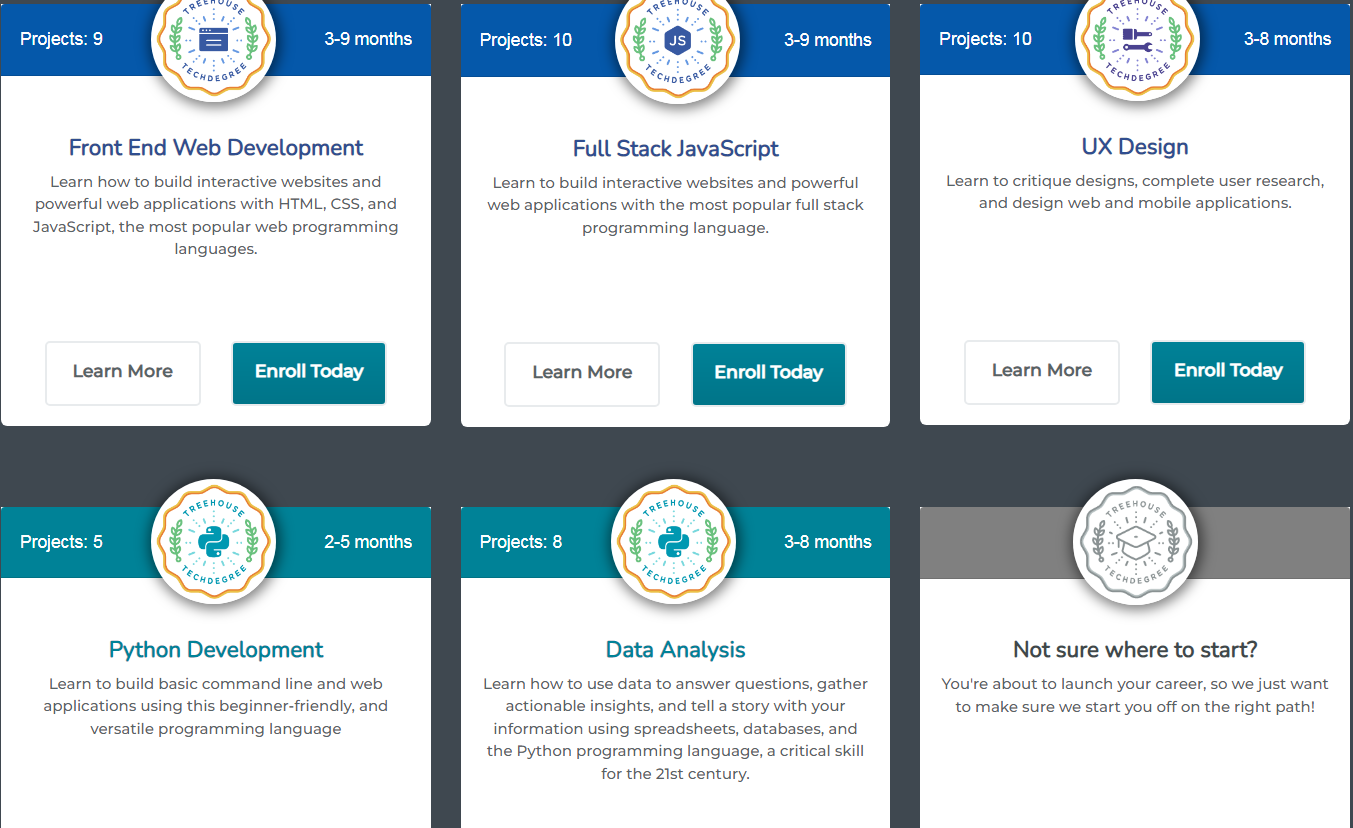 Projects: 9
TREEHOUSE
TECHDEGREE
3-9 months
Front End Web Development
Learn how to build interactive websites and
powerful web applications with HTML, CSS, and
JavaScript, the most popular web programming
languages.
Learn More
Enroll Today
Projects: 10
TREEHOUSE
JS
TECHDEGREE
3-9 months
Full Stack JavaScript
Learn to build interactive websites and powerful
web applications with the most popular full stack
programming language.
Learn More
Enroll Today
Projects: 10
TREEHOUSE
TECHDEGREE
3-8 months
UX Design
Learn to critique designs, complete user research,
and design web and mobile applications.
Learn More
Enroll Today
Projects: 5
TREEHOUSE
TECHDEGREE
2-5 months
Python Development
Learn to build basic command line and web
applications using this beginner-friendly, and
versatile programming language
Projects: 8
TREEHOUSE
TECHDEGREE
3-8 months
Data Analysis
Learn how to use data to answer questions, gather
actionable insights, and tell a story with your
information using spreadsheets, databases, and
the Python programming language, a critical skill
for the 21st century.
TREEHOUSE
TECHDEGREE
Not sure where to start?
You're about to launch your career, so we just want
to make sure we start you off on the right path!